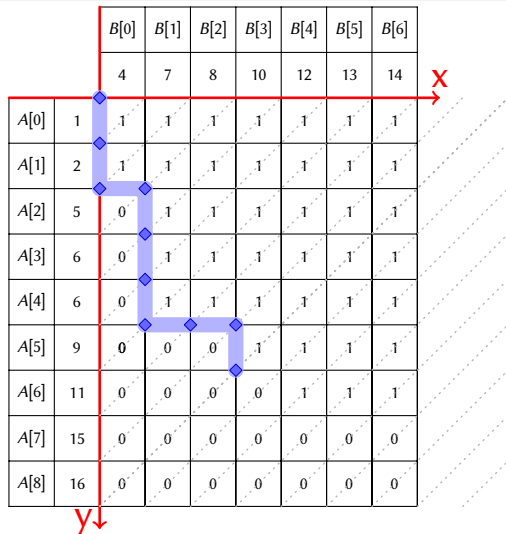 B[0] B[1] B[2] B[3] B[4] B[5] B[6]
4 7 8 10 12 13 14
x
A[0] 1 1 1 1 1 1 1 1
A[1] 2 1 1 1 1 1 1 1
A[2] 5 0 1 1 1 1 1 1
A[3] 6 0 1 1 1 1 1 1
A[4] 6 0 1 1 1 1 1 1
A[5] 9 0 0 0 1 1 1 1
A[6] 11 0 0 0 0 1 1 1
A[7] 15 0 0 0 0 0 0 0
A[8] 16 0 0 0 0 0 0 0
y